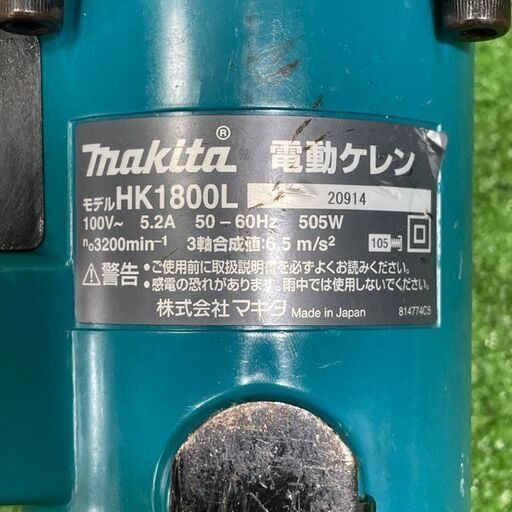 makita® 電動ケレン
モデル HK1800L 20914
100V~ 5.2A 50-60Hz 505W
n₀3200min⁻¹ 3軸合成値:6.5 m/s²
105
⚠警告 ●ご使用前に取扱説明書を必ずよくお読みください。
●感電の恐れがあります。雨中では使用しないでください。
株式会社 マキタ Made in Japan 814774C5